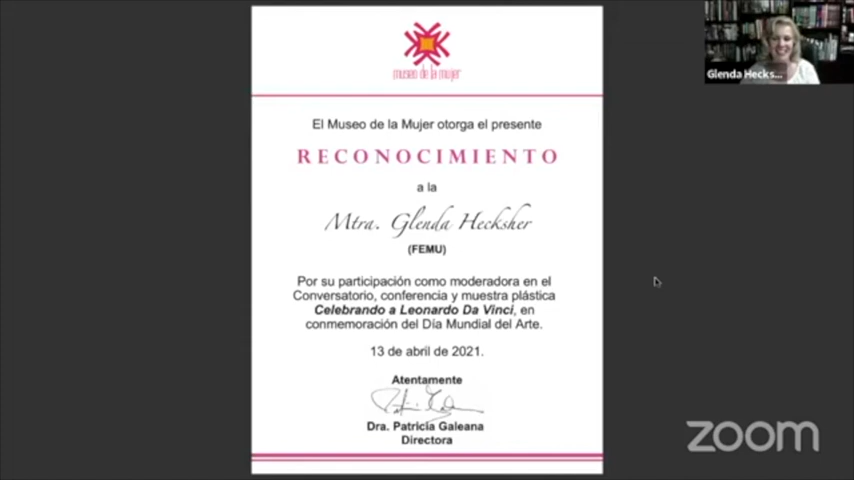 museo de la mujer
Glenda Hecks...
El Museo de la Mujer otorga el presente
RECONOCIMIENTO
a la
Mtra. Glenda Hecksher
(FEMU)
Por su participación como moderadora en el
Conversatorio, conferencia y muestra plástica
Celebrando a Leonardo Da Vinci, en
conmemoración del Día Mundial del Arte.
13 de abril de 2021.
Atentamente
Dra. Patricia Galeana
Directora
zoom